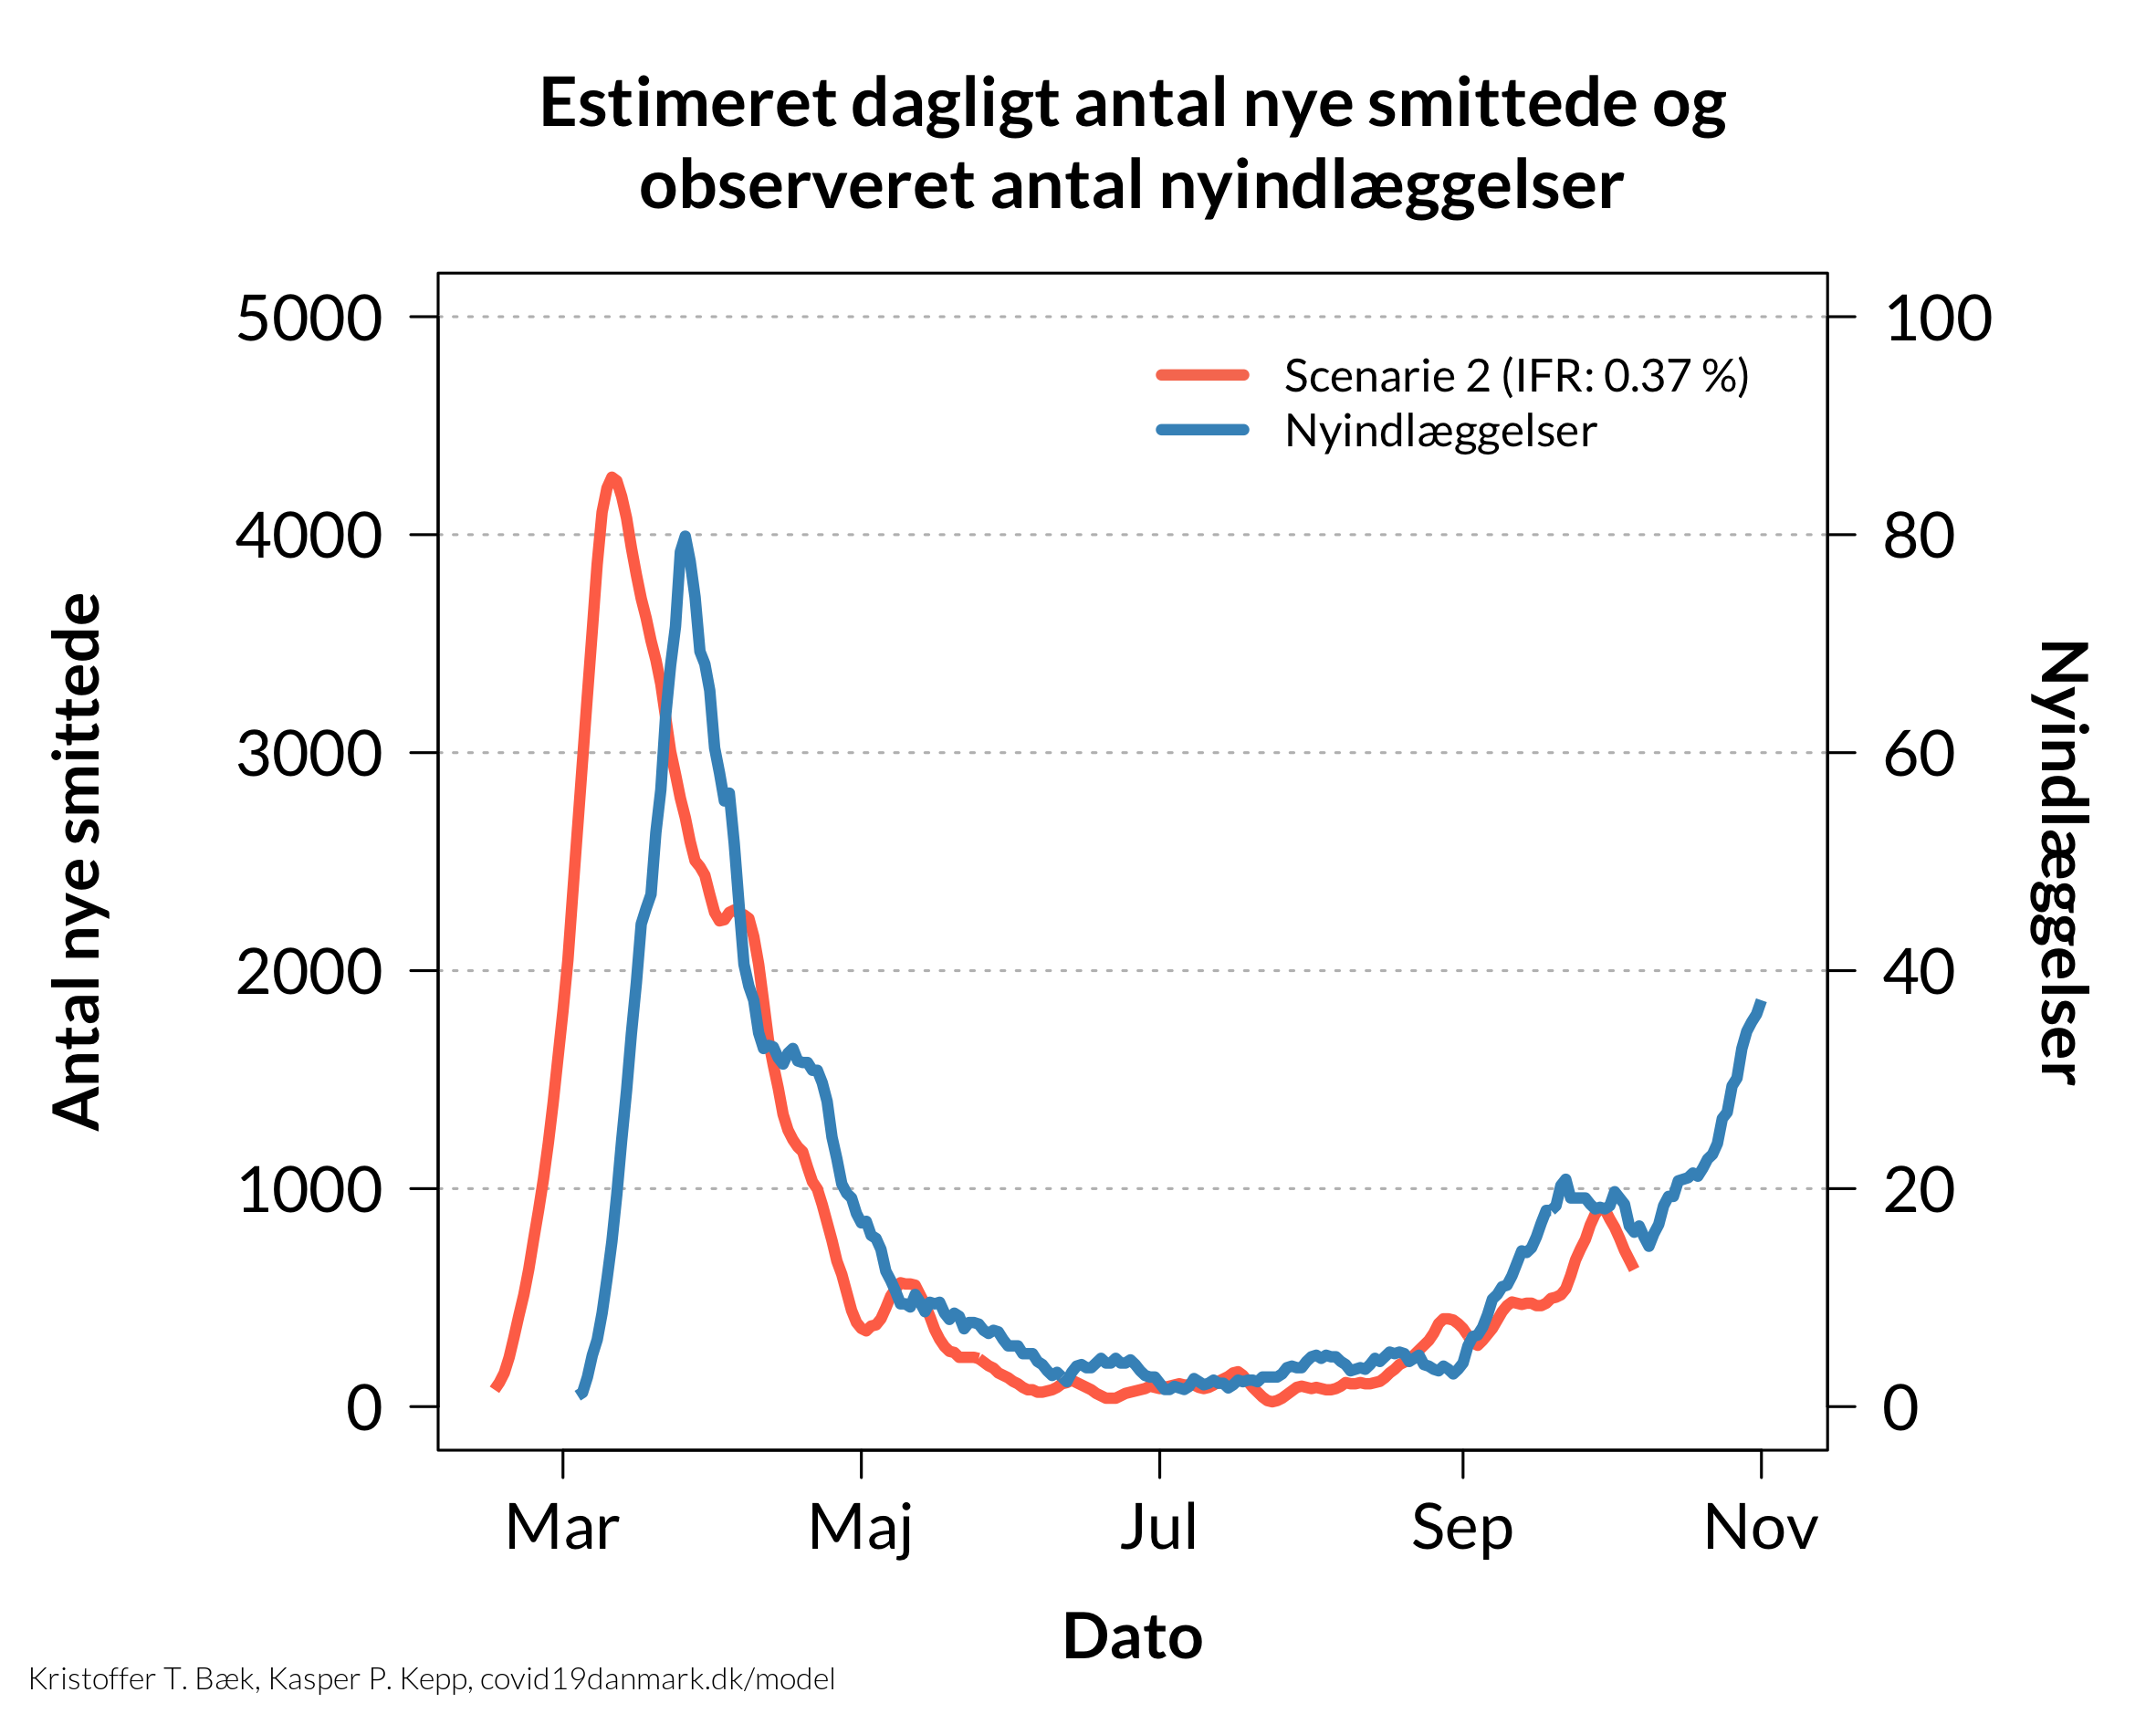 Estimeret dagligt antal nye smittede og
observeret antal nyindlæggelser
Scenarie 2 (IFR: 0.37 %)
Nyindlæggelser
Antal nye smittede
5000
4000
3000
2000
1000
0
100
80
60
40
20
0
Nyindlæggelser
Mar
Maj
Jul
Sep
Nov
Dato
Kristoffer T. Bæk, Kasper P. Kepp, covid19danmark.dk/model